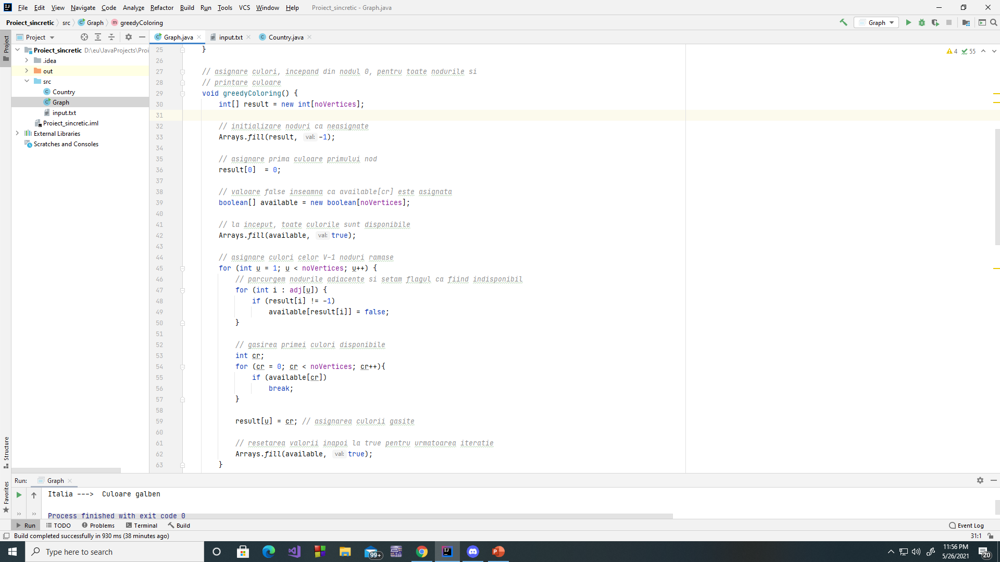 File Edit View Navigate Code Analyze Refactor Build Run Tools VCS Window Help Proiect_sincretic - Graph.java
Proiect_sincretic src Graph greedyColoring Graph
Project
Project
Graph.java input.txt Country.java
Proiect_sincretic D:\eu\JavaProjects\Proi
.idea
out
src
Country
Graph
input.txt
Proiect_sincretic.iml
External Libraries
Scratches and Consoles
4 55
25 }
26
27 // asignare culori, incepand din nodul 0, pentru toate nodurile si
28 // printare culoare
29 void greedyColoring() {
30 int[] result = new int[noVertices];
31
32 // initializare noduri ca neasignate
33 Arrays.fill(result, val: -1);
34
35 // asignare prima culoare primului nod
36 result[0]  = 0;
37
38 // valoare false inseamna ca available[cr] este asignata
39 boolean[] available = new boolean[noVertices];
40
41 // la inceput, toate culorile sunt disponibile
42 Arrays.fill(available, val: true);
43
44 // asignare culori celor V-1 noduri ramase
45 for (int u = 1; u < noVertices; u++) {
46 // parcurgem nodurile adiacente si setam flagul ca fiind indisponibil
47 for (int i : adj[u]) {
48 if (result[i] != -1)
49 available[result[i]] = false;
50 }
51
52 // gasirea primei culori disponibile
53 int cr;
54 for (cr = 0; cr < noVertices; cr++){
55 if (available[cr])
56 break;
57 }
58
59 result[u] = cr; // asignarea culorii gasite
60
61 // resetarea valorii inapoi la true pentru urmatoarea iteratie
62 Arrays.fill(available, val: true);
63 }
Structure
Favorites
Run: Graph
Italia --->  Culoare galben
Process finished with exit code 0
Run TODO Problems Terminal Build Event Log
Build completed successfully in 930 ms (38 minutes ago) 31:1
Type here to search
99+
11:56 PM
5/26/2021
20